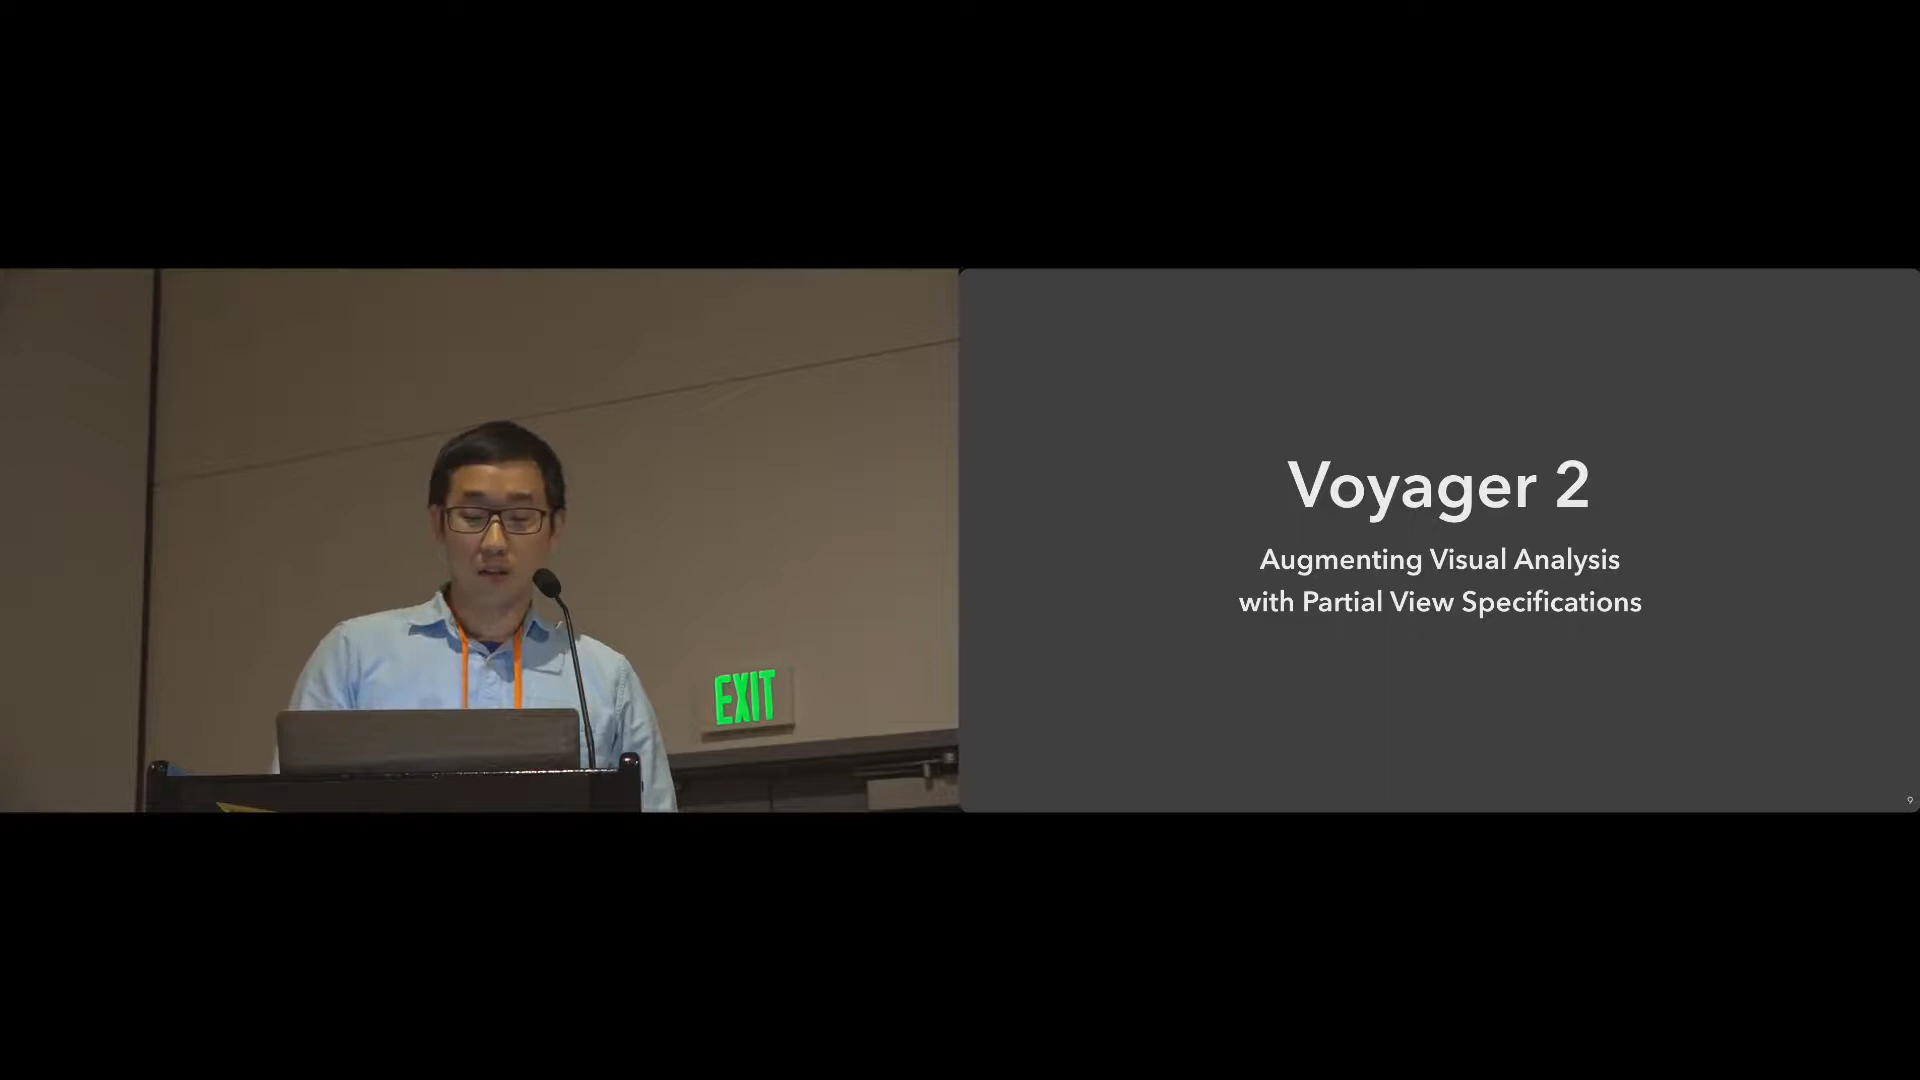 EXIT
Voyager 2
Augmenting Visual Analysis
with Partial View Specifications
9